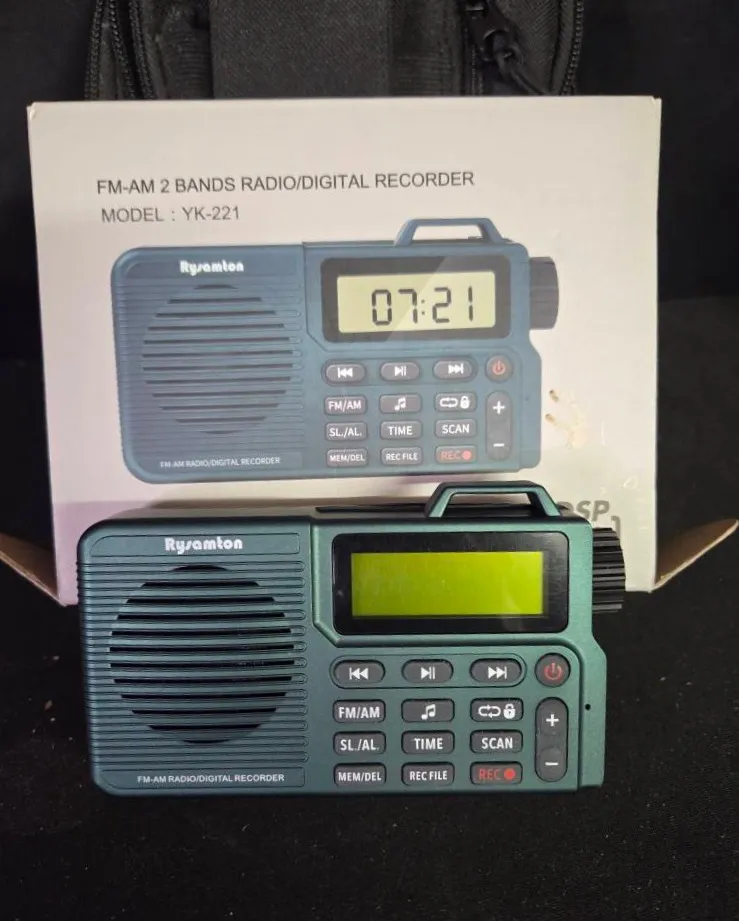 FM-AM 2 BANDS RADIO/DIGITAL RECORDER
MODEL : YK-221
Rysamton
07:21
FM/AM
SL./AL. TIME SCAN
MEM/DEL REC FILE REC
FM-AM RADIO/DIGITAL RECORDER
+
−
DSP
Rysamton
FM/AM
SL./AL. TIME SCAN
MEM/DEL REC FILE REC
FM-AM RADIO/DIGITAL RECORDER
+
−